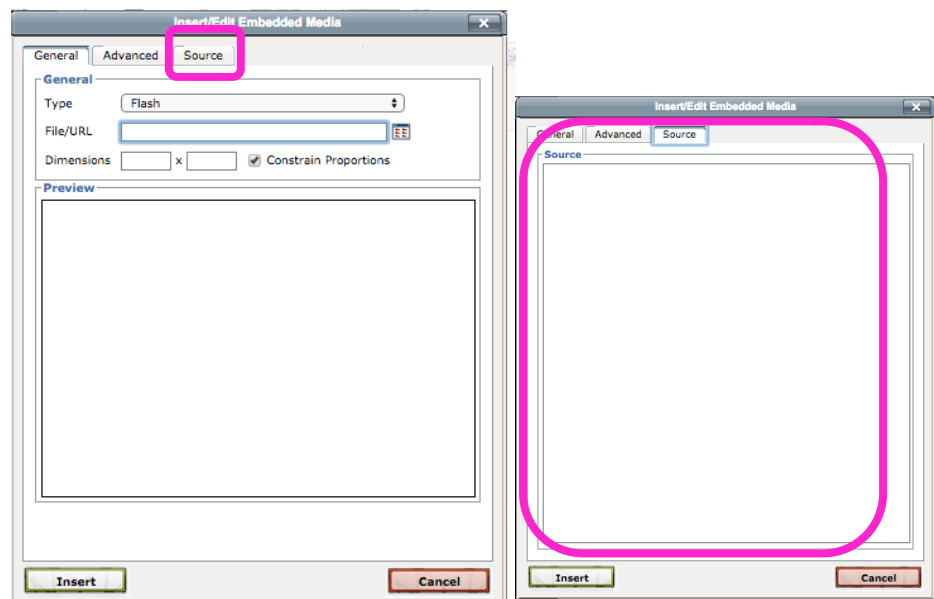 Insert/Edit Embedded Media
General Advanced Source
General
Type Flash
File/URL
Dimensions x Constrain Proportions
Preview
Insert Cancel
Insert/Edit Embedded Media
General Advanced Source
Source
Insert Cancel